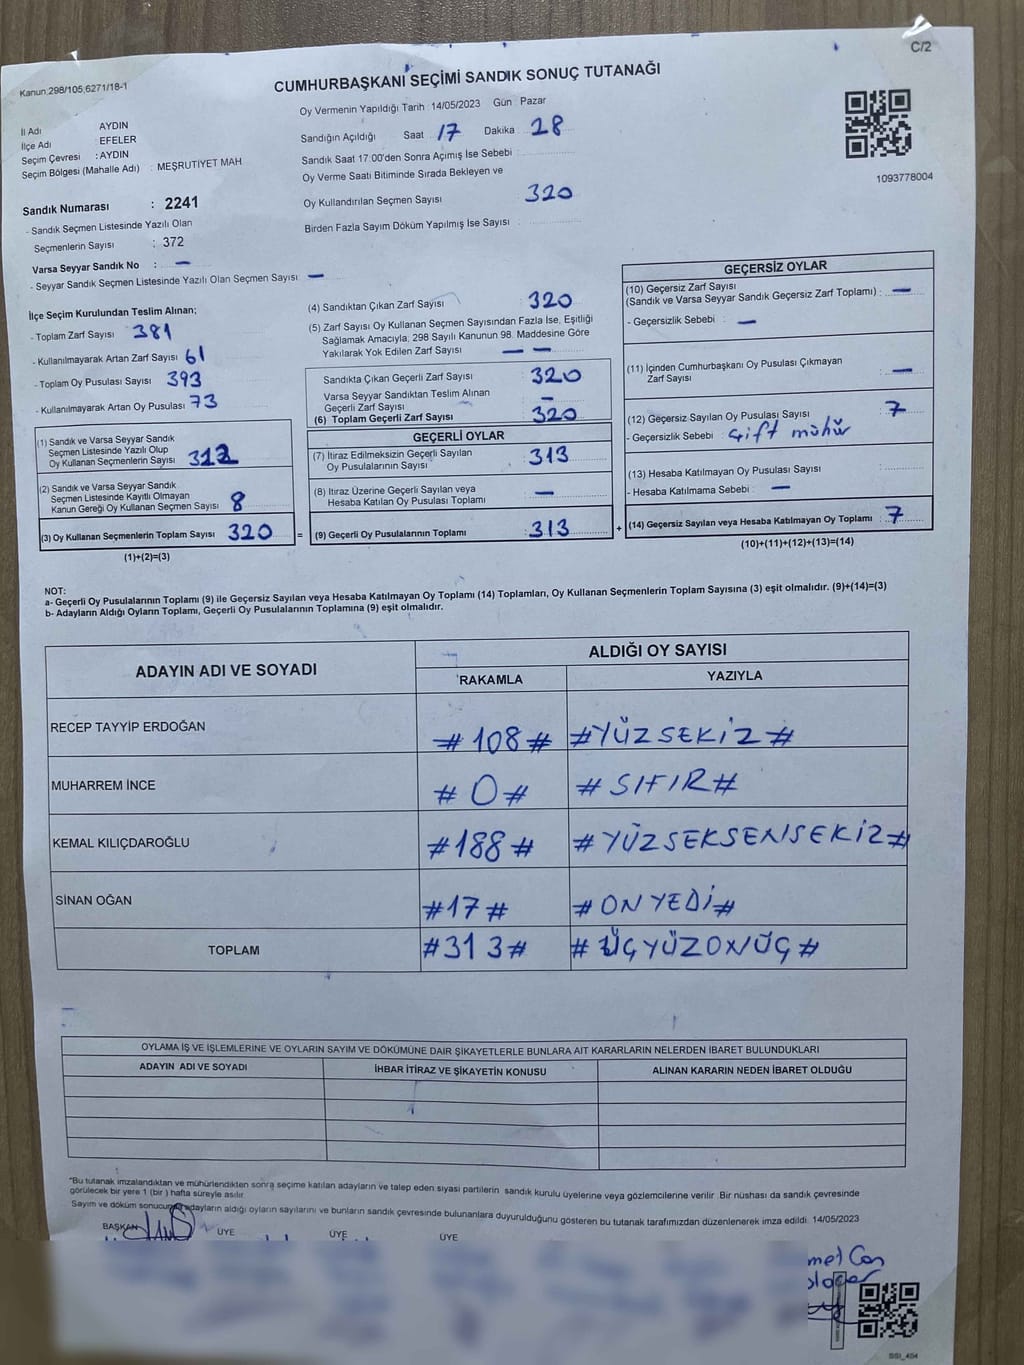 C/2
Kanun,298/105,6271/18-1
CUMHURBAŞKANI SEÇİMİ SANDIK SONUÇ TUTANAĞI
Oy Vermenin Yapıldığı Tarih : 14/05/2023 Gün : Pazar
İl Adı : AYDIN
İlçe Adı : EFELER
Seçim Çevresi : AYDIN
Seçim Bölgesi (Mahalle Adı) : MEŞRUTİYET MAH
Sandığın Açıldığı Saat 17 Dakika 28
Sandık Saat 17:00'den Sonra Açımış İse Sebebi :
Oy Verme Saati Bitiminde Sırada Bekleyen ve
Oy Kullandırılan Seçmen Sayısı 320
Birden Fazla Sayım Döküm Yapılmış İse Sayısı :
1093778004
Sandık Numarası : 2241
- Sandık Seçmen Listesinde Yazılı Olan
Seçmenlerin Sayısı : 372
Varsa Seyyar Sandık No : —
- Seyyar Sandık Seçmen Listesinde Yazılı Olan Seçmen Sayısı : —
İlçe Seçim Kurulundan Teslim Alınan;
- Toplam Zarf Sayısı : 381
- Kullanılmayarak Artan Zarf Sayısı : 61
- Toplam Oy Pusulası Sayısı : 393
- Kullanılmayarak Artan Oy Pusulası : 73
(1) Sandık ve Varsa Seyyar Sandık
Seçmen Listesinde Yazılı Olup
Oy Kullanan Seçmenlerin Sayısı : 312
(2) Sandık ve Varsa Seyyar Sandık
Seçmen Listesinde Kayıtlı Olmayan
Kanun Gereği Oy Kullanan Seçmen Sayısı : 8
(3) Oy Kullanan Seçmenlerin Toplam Sayısı : 320
(1)+(2)=(3)
(4) Sandıktan Çıkan Zarf Sayısı : 320
(5) Zarf Sayısı Oy Kullanan Seçmen Sayısından Fazla İse, Eşitliği
Sağlamak Amacıyla; 298 Sayılı Kanunun 98. Maddesine Göre
Yakılarak Yok Edilen Zarf Sayısı : — —
Sandıkta Çıkan Geçerli Zarf Sayısı : 320
Varsa Seyyar Sandıktan Teslim Alınan
Geçerli Zarf Sayısı : —
(6) Toplam Geçerli Zarf Sayısı : 320
GEÇERLİ OYLAR
(7) İtiraz Edilmeksizin Geçerli Sayılan
Oy Pusulalarının Sayısı : 313
(8) İtiraz Üzerine Geçerli Sayılan veya
Hesaba Katılan Oy Pusulası Toplamı : —
= (9) Geçerli Oy Pusulalarının Toplamı : 313 +
GEÇERSİZ OYLAR
(10) Geçersiz Zarf Sayısı
(Sandık ve Varsa Seyyar Sandık Geçersiz Zarf Toplamı) : —
- Geçersizlik Sebebi : —
(11) İçinden Cumhurbaşkanı Oy Pusulası Çıkmayan
Zarf Sayısı : —
(12) Geçersiz Sayılan Oy Pusulası Sayısı : 7
- Geçersizlik Sebebi : Çift mühür
(13) Hesaba Katılmayan Oy Pusulası Sayısı :
- Hesaba Katılmama Sebebi : —
(14) Geçersiz Sayılan veya Hesaba Katılmayan Oy Toplamı : 7
(10)+(11)+(12)+(13)=(14)
NOT:
a- Geçerli Oy Pusulalarının Toplamı (9) ile Geçersiz Sayılan veya Hesaba Katılmayan Oy Toplamı (14) Toplamları, Oy Kullanan Seçmenlerin Toplam Sayısına (3) eşit olmalıdır. (9)+(14)=(3)
b- Adayların Aldığı Oyların Toplamı, Geçerli Oy Pusulalarının Toplamına (9) eşit olmalıdır.
ADAYIN ADI VE SOYADI ALDIĞI OY SAYISI
RAKAMLA YAZIYLA
RECEP TAYYİP ERDOĞAN #108# #YÜZSEKİZ#
MUHARREM İNCE #0# #SIFIR#
KEMAL KILIÇDAROĞLU #188# #YÜZSEKSENSEKİZ#
SİNAN OĞAN #17# #ONYEDİ#
TOPLAM #313# #ÜÇYÜZONÜÇ#
OYLAMA İŞ VE İŞLEMLERİNE VE OYLARIN SAYIM VE DÖKÜMÜNE DAİR ŞİKAYETLERLE BUNLARA AİT KARARLARIN NELERDEN İBARET BULUNDUKLARI
ADAYIN ADI VE SOYADI İHBAR İTİRAZ VE ŞİKAYETİN KONUSU ALINAN KARARIN NEDEN İBARET OLDUĞU
"Bu tutanak imzalandıktan ve mühürlendikten sonra seçime katılan adayların ve talep eden siyasi partilerin sandık kurulu üyelerine veya gözlemcilerine verilir. Bir nüshası da sandık çevresinde
görülecek bir yere 1 (bir) hafta süreyle asılır.
Sayım ve döküm sonucunda adayların aldığı oyların sayılarını ve bunların sandık çevresinde bulunanlara duyurulduğunu gösteren bu tutanak tarafımızdan düzenlenerek imza edildi. 14/05/2023
BAŞKAN ÜYE ÜYE ÜYE